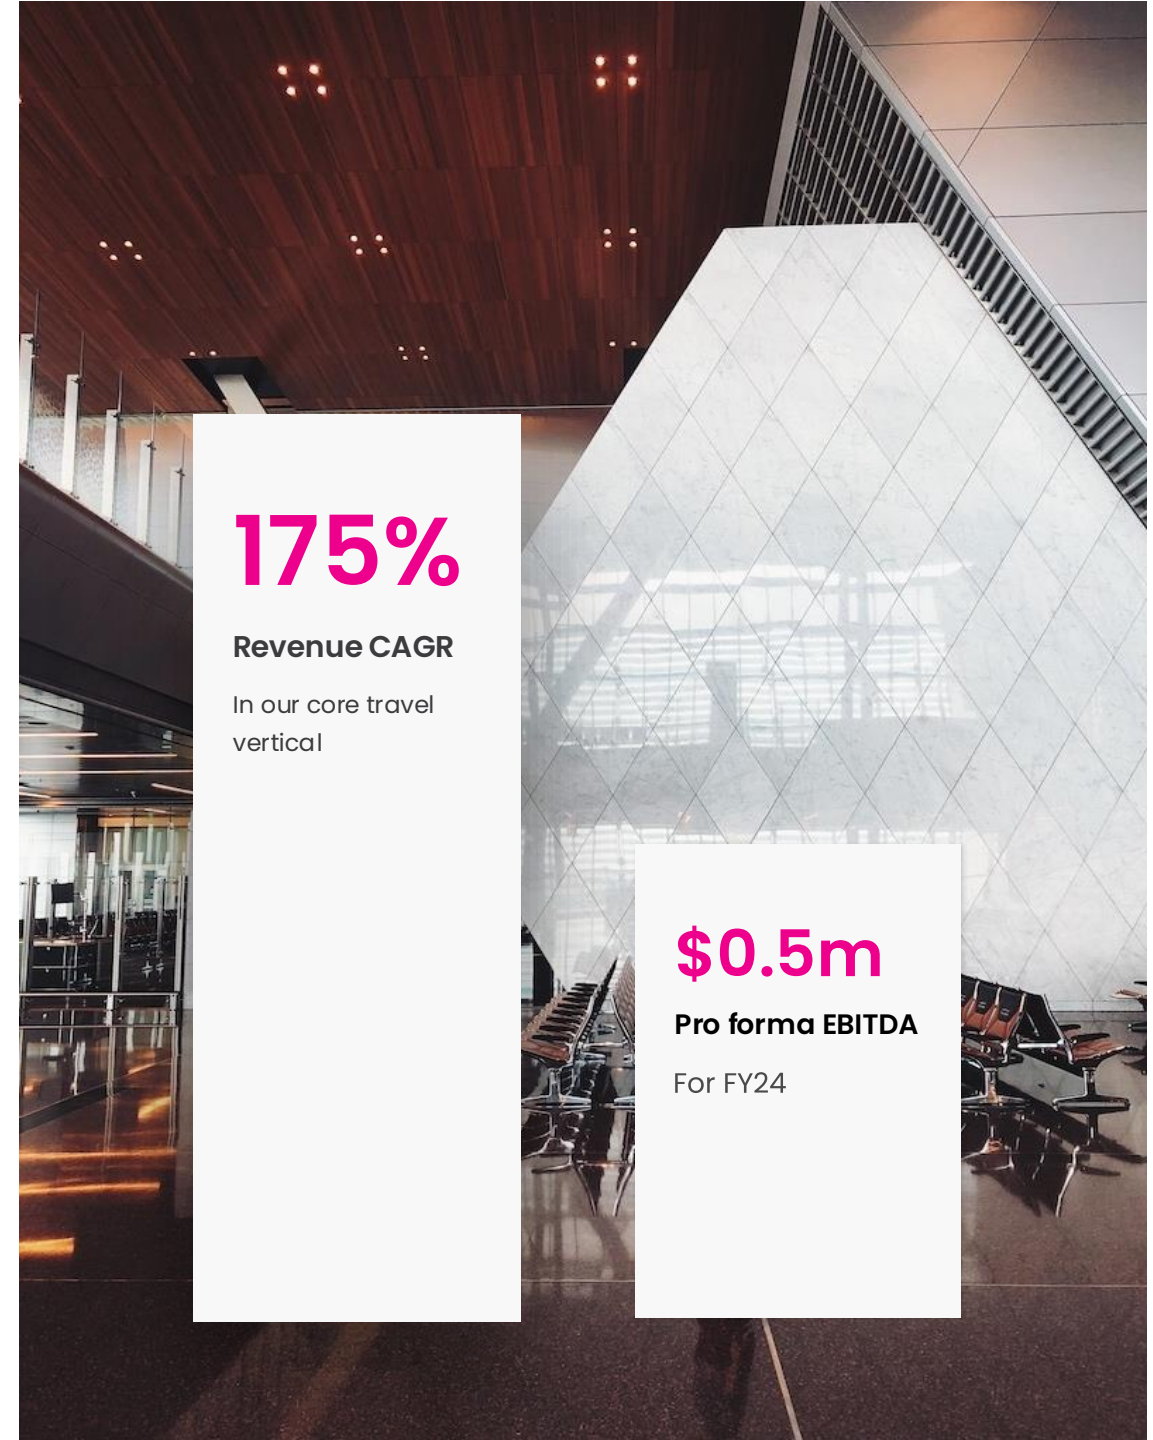 175%
Revenue CAGR
In our core travel
vertical
$0.5m
Pro forma EBITDA
For FY24